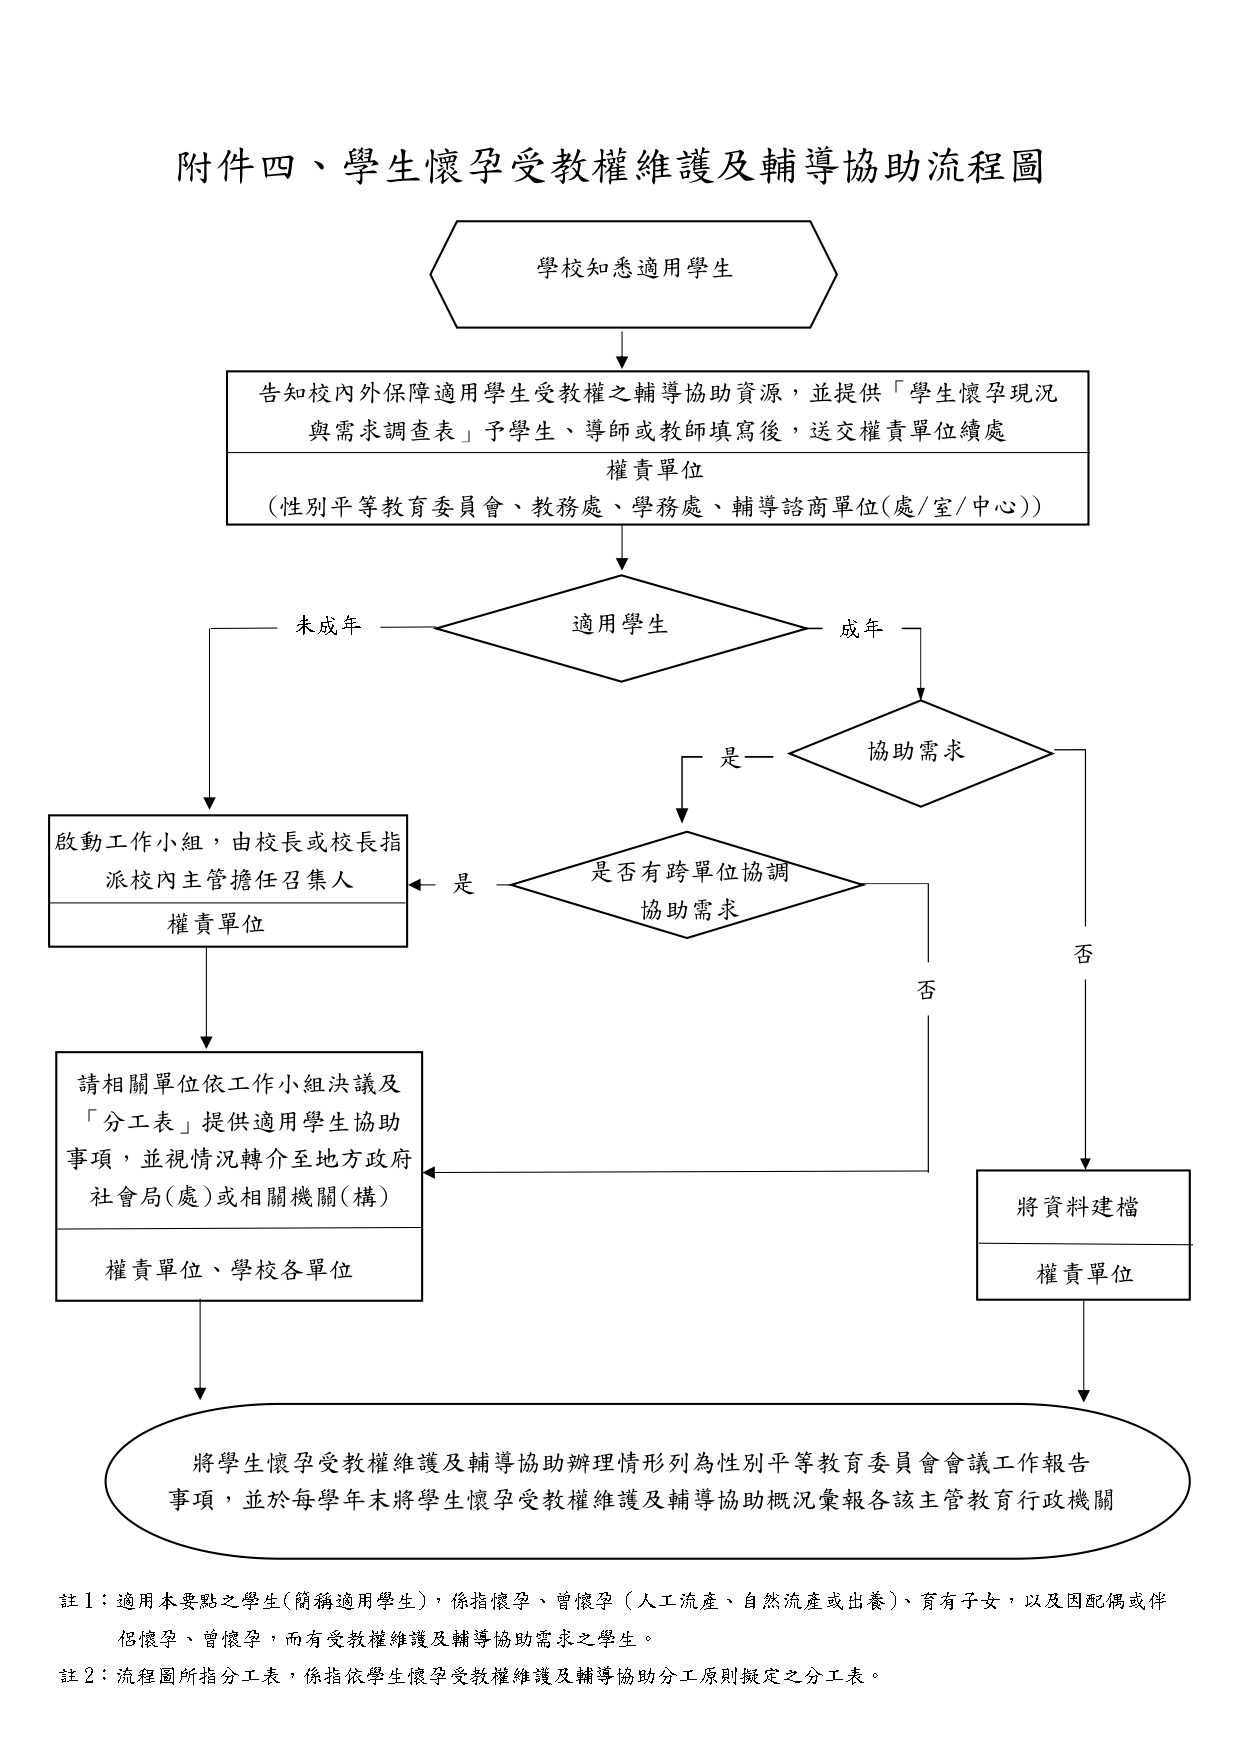 附件四、學生懷孕受教權維護及輔導協助流程圖
學校知悉適用學生
告知校內外保障適用學生受教權之輔導協助資源，並提供「學生懷孕現況
與需求調查表」予學生、導師或教師填寫後，送交權責單位續處
權責單位
(性別平等教育委員會、教務處、學務處、輔導諮商單位(處/室/中心))
適用學生
未成年
成年
協助需求
是
啟動工作小組，由校長或校長指
派校內主管擔任召集人
權責單位
是
是否有跨單位協調
協助需求
否
否
請相關單位依工作小組決議及
「分工表」提供適用學生協助
事項，並視情況轉介至地方政府
社會局(處)或相關機關(構)
權責單位、學校各單位
將資料建檔
權責單位
將學生懷孕受教權維護及輔導協助辦理情形列為性別平等教育委員會會議工作報告
事項，並於每學年末將學生懷孕受教權維護及輔導協助概況彙報各該主管教育行政機關
註1：適用本要點之學生(簡稱適用學生)，係指懷孕、曾懷孕（人工流產、自然流產或出養)、育有子女，以及因配偶或伴
侶懷孕、曾懷孕，而有受教權維護及輔導協助需求之學生。
註2：流程圖所指分工表，係指依學生懷孕受教權維護及輔導協助分工原則擬定之分工表。